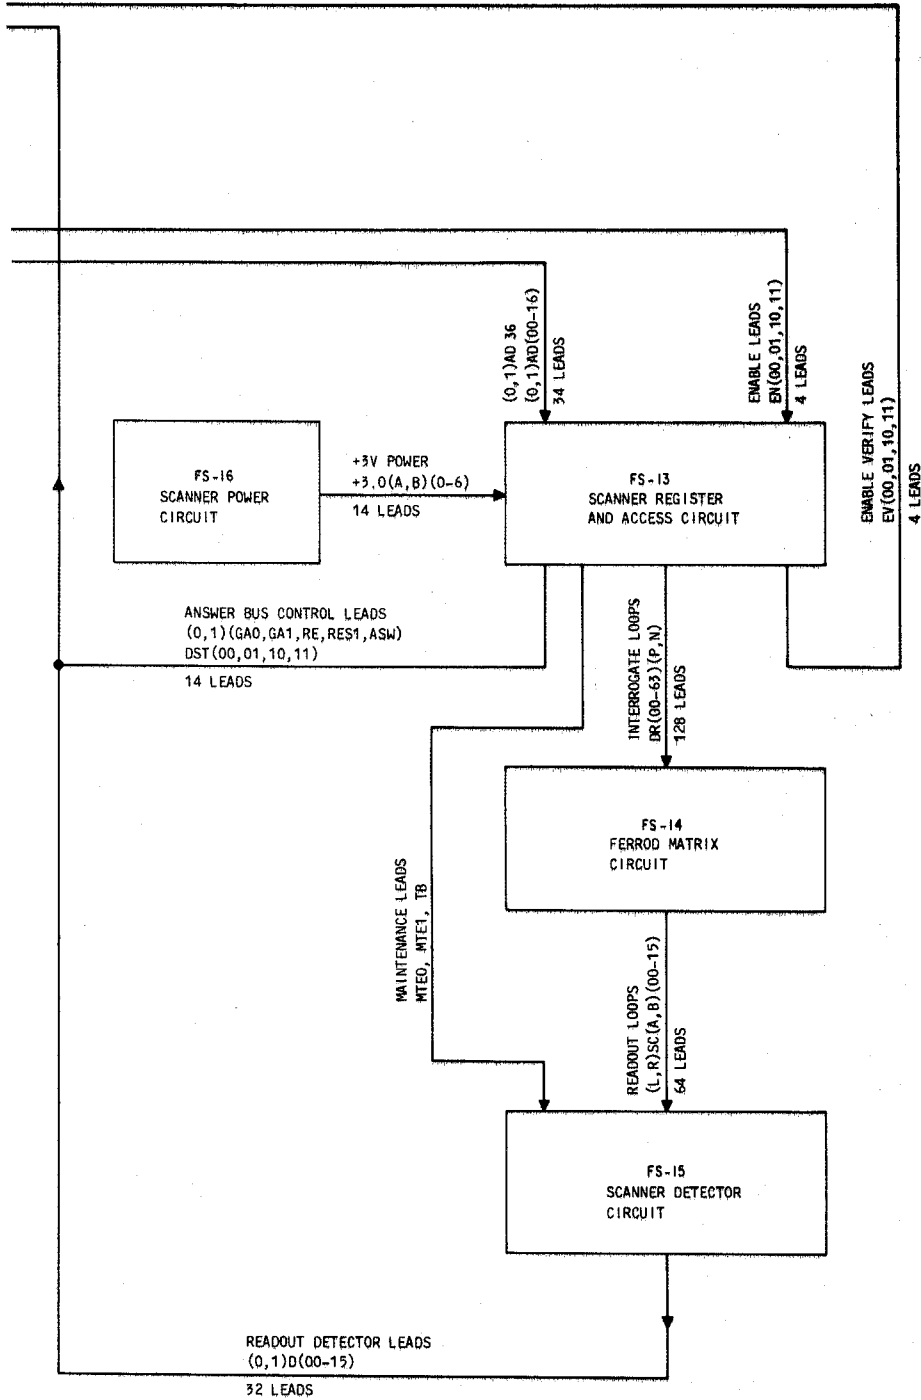 (0,1)AD 36
(0,1)AD(00-16)
34 LEADS
ENABLE LEADS
EN(00,01,10,11)
4 LEADS
ENABLE VERIFY LEADS
EV(00,01,10,11)
4 LEADS
FS-16
SCANNER POWER
CIRCUIT
+3V POWER
+3.0(A,B)(0-6)
14 LEADS
FS-13
SCANNER REGISTER
AND ACCESS CIRCUIT
ANSWER BUS CONTROL LEADS
(0,1)(GA0,GA1,RE,RES1,ASW)
DST(00,01,10,11)
14 LEADS
INTERROGATE LOOPS
DR(00-63)(P,N)
128 LEADS
FS-14
FERROD MATRIX
CIRCUIT
MAINTENANCE LEADS
MTE0, MTE1, TB
READOUT LOOPS
(L,R)SC(A,B)(00-15)
64 LEADS
FS-15
SCANNER DETECTOR
CIRCUIT
READOUT DETECTOR LEADS
(0,1)D(00-15)
32 LEADS